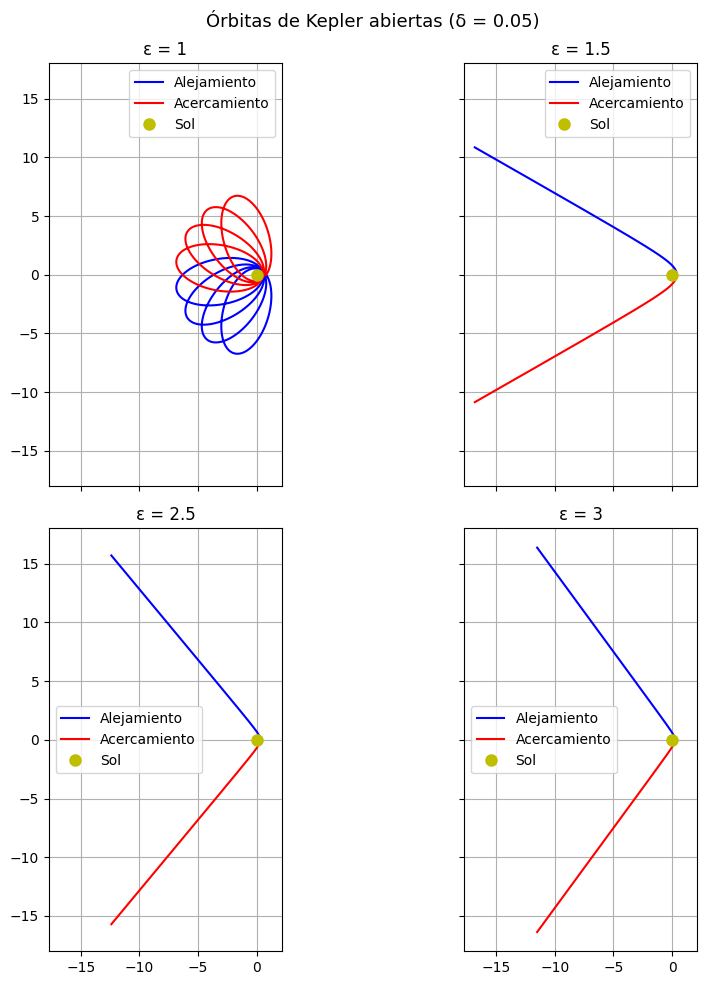 Órbitas de Kepler abiertas (δ = 0.05)
ε = 1
Alejamiento
Acercamiento
Sol
15
10
5
0
−5
−10
−15
ε = 1.5
Alejamiento
Acercamiento
Sol
ε = 2.5
Alejamiento
Acercamiento
Sol
15
10
5
0
−5
−10
−15
−15 −10 −5 0
ε = 3
Alejamiento
Acercamiento
Sol
−15 −10 −5 0